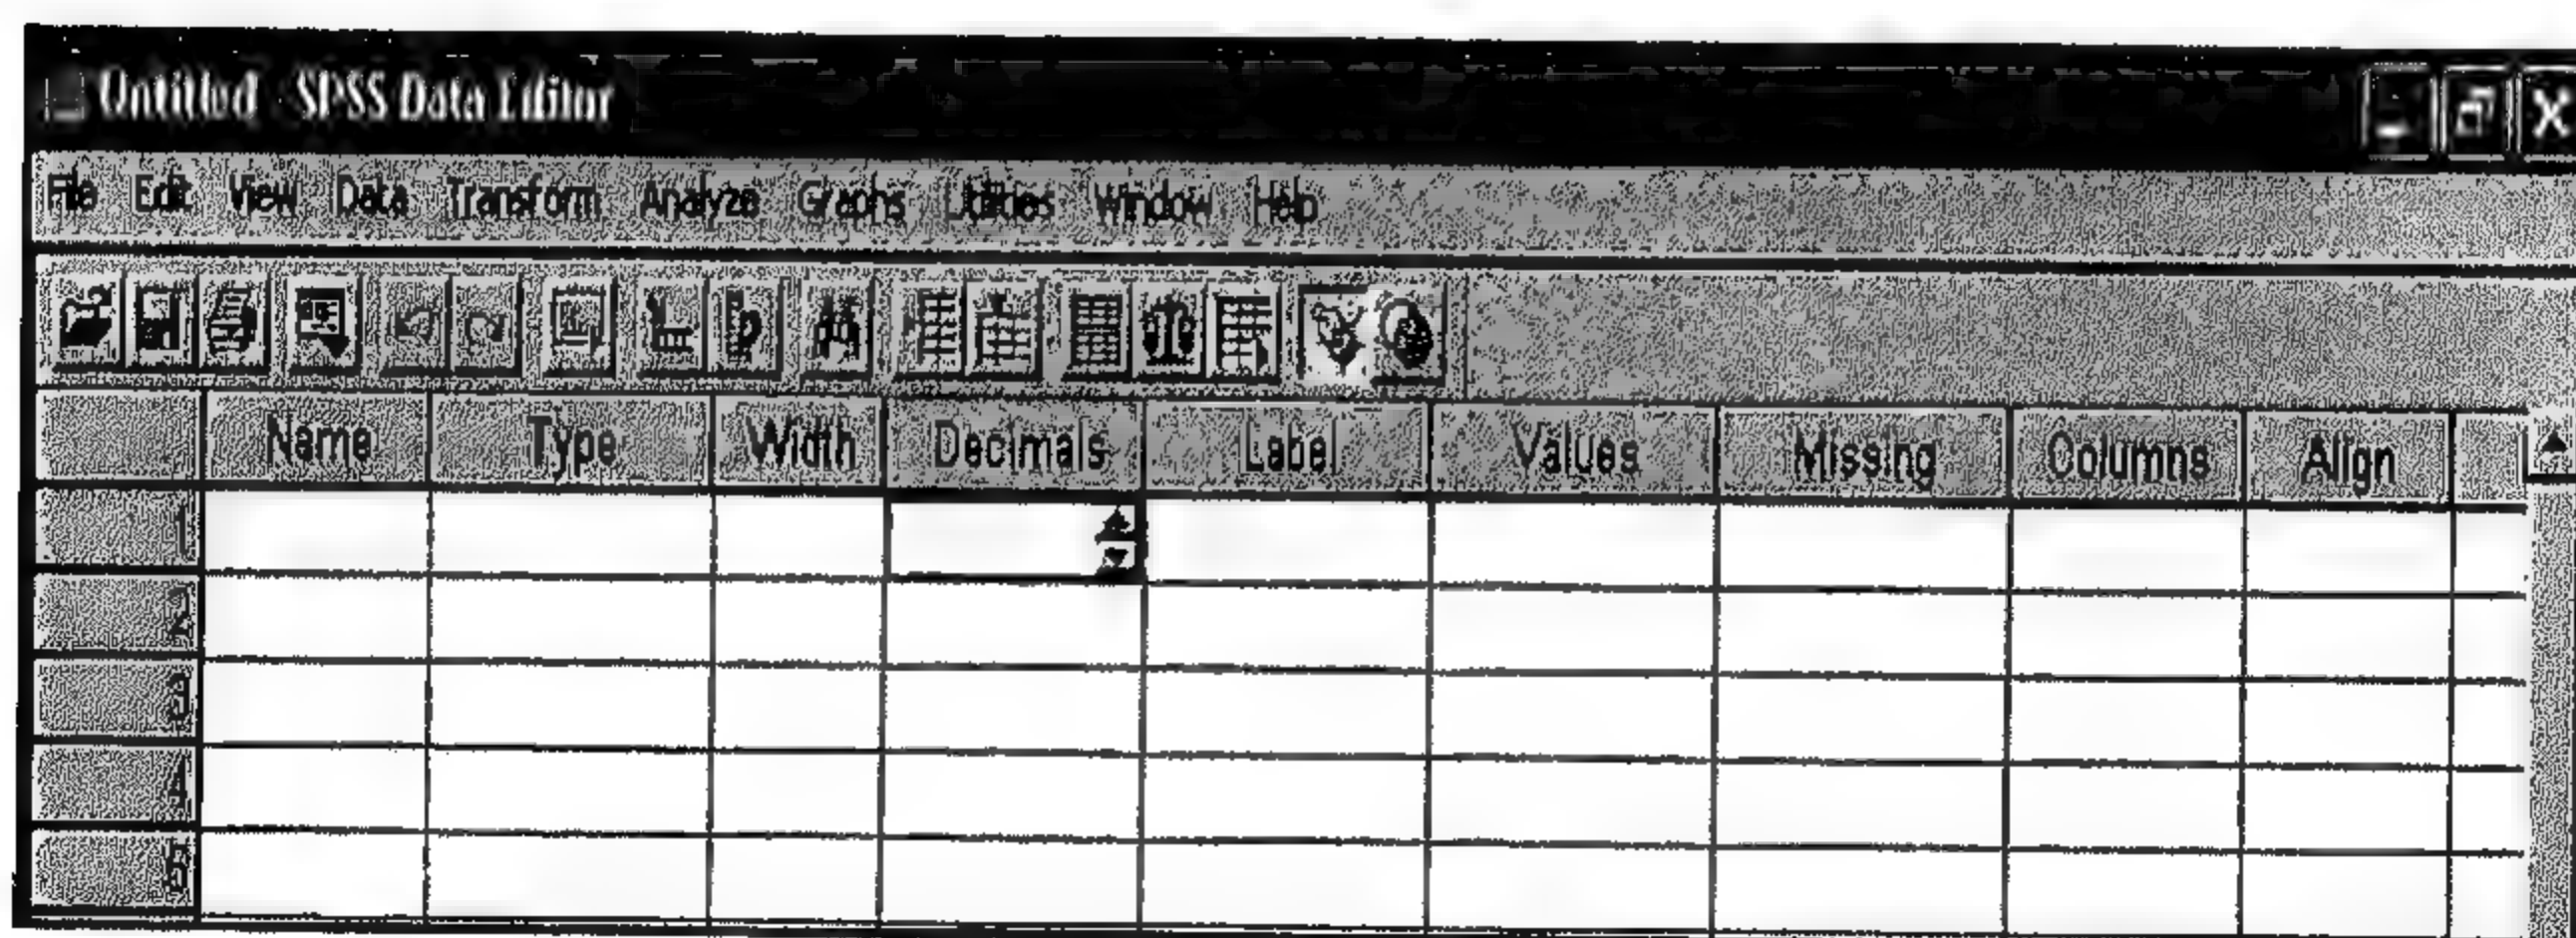 Untitled - SPSS Data Editor
File Edit View Data Transform Analyze Graphs Utilities Window Help
Name Type Width Decimals Label Values Missing Columns Align
1
2
3
4
5